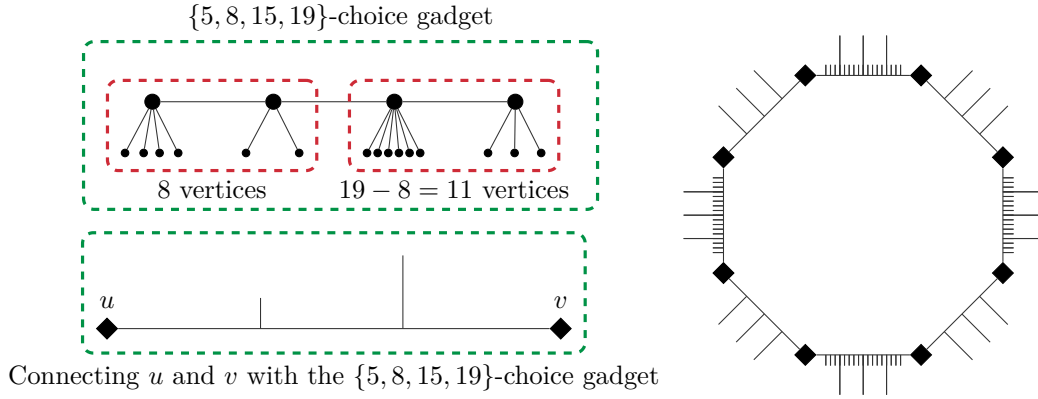 {5, 8, 15, 19}-choice gadget
8 vertices
19 − 8 = 11 vertices
u
v
Connecting u and v with the {5, 8, 15, 19}-choice gadget